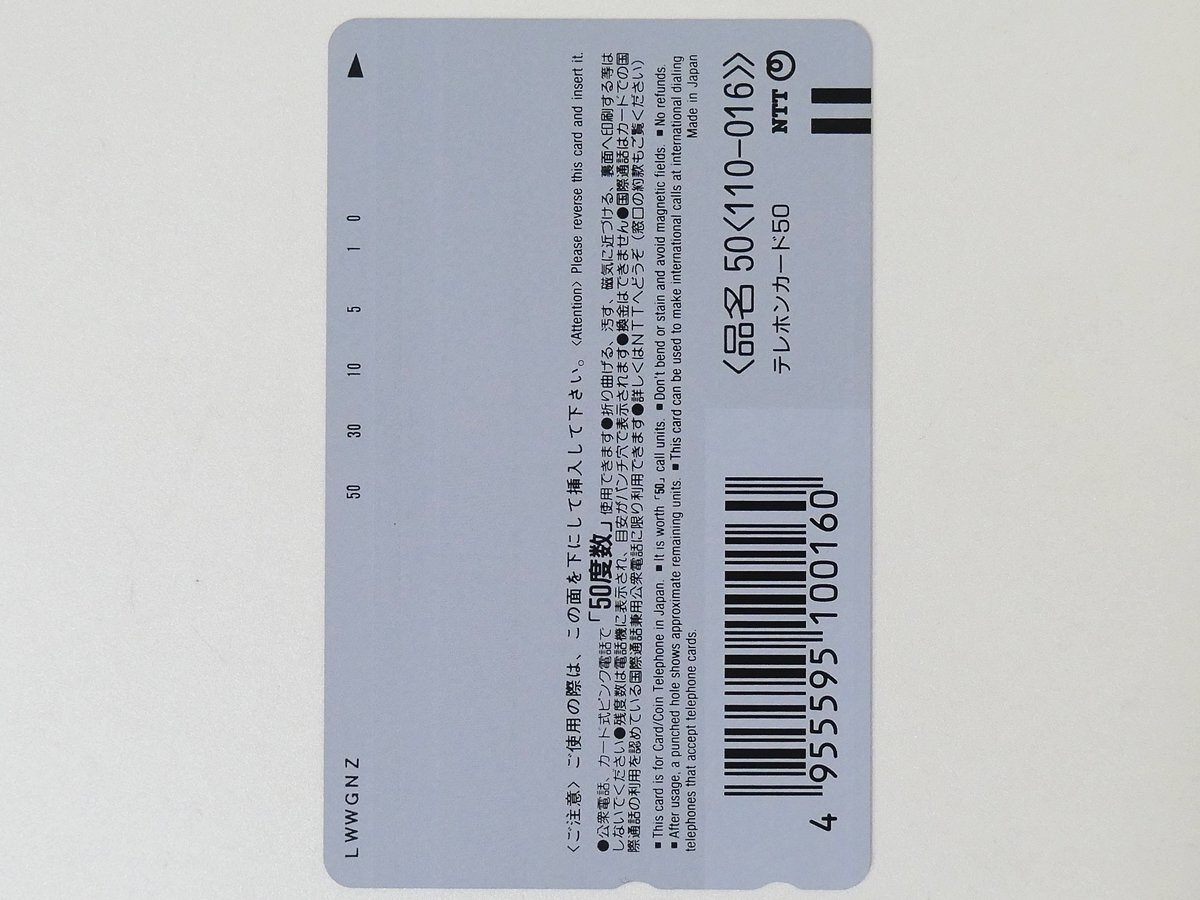 LWWGNZ 50 30 10 5 1 0
〈ご注意〉 ご使用の際は、この面を下にして挿入して下さい。〈Attention〉 Please reverse this card and insert it.
●公衆電話、カード式ピンク電話で「50度数」使用できます●折り曲げる、汚す、磁気に近づける、裏面へ印刷する等は
しないでください●残度数は電話機に表示され、目安がパンチ穴で表示されます●換金はできません●国際通話はカードでの国
際通話の利用を認めている国際通話兼用公衆電話に限り利用できます●詳しくはNTTへどうぞ（窓口の約款もご覧ください）
■This card is for Card/Coin Telephone in Japan. ■It is worth「50」call units. ■Don't bend or stain and avoid magnetic fields. ■No refunds.
■After usage, a punched hole shows approximate remaining units. ■This card can be used to make international calls at international dialing
telephones that accept telephone cards. Made in Japan
〈品名 50〈110-016〉〉
テレホンカード50 NTT
4 955595 100160